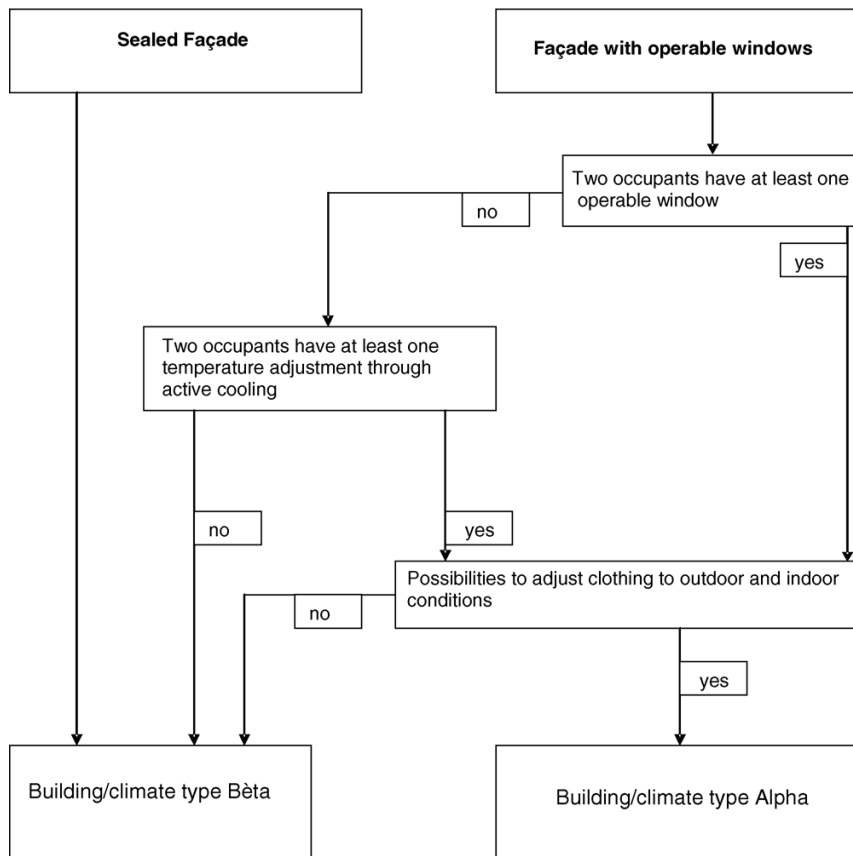 Sealed Façade
Façade with operable windows
Two occupants have at least one
operable window
no
yes
Two occupants have at least one
temperature adjustment through
active cooling
no
yes
Possibilities to adjust clothing to outdoor and indoor
conditions
no
yes
Building/climate type Bèta
Building/climate type Alpha